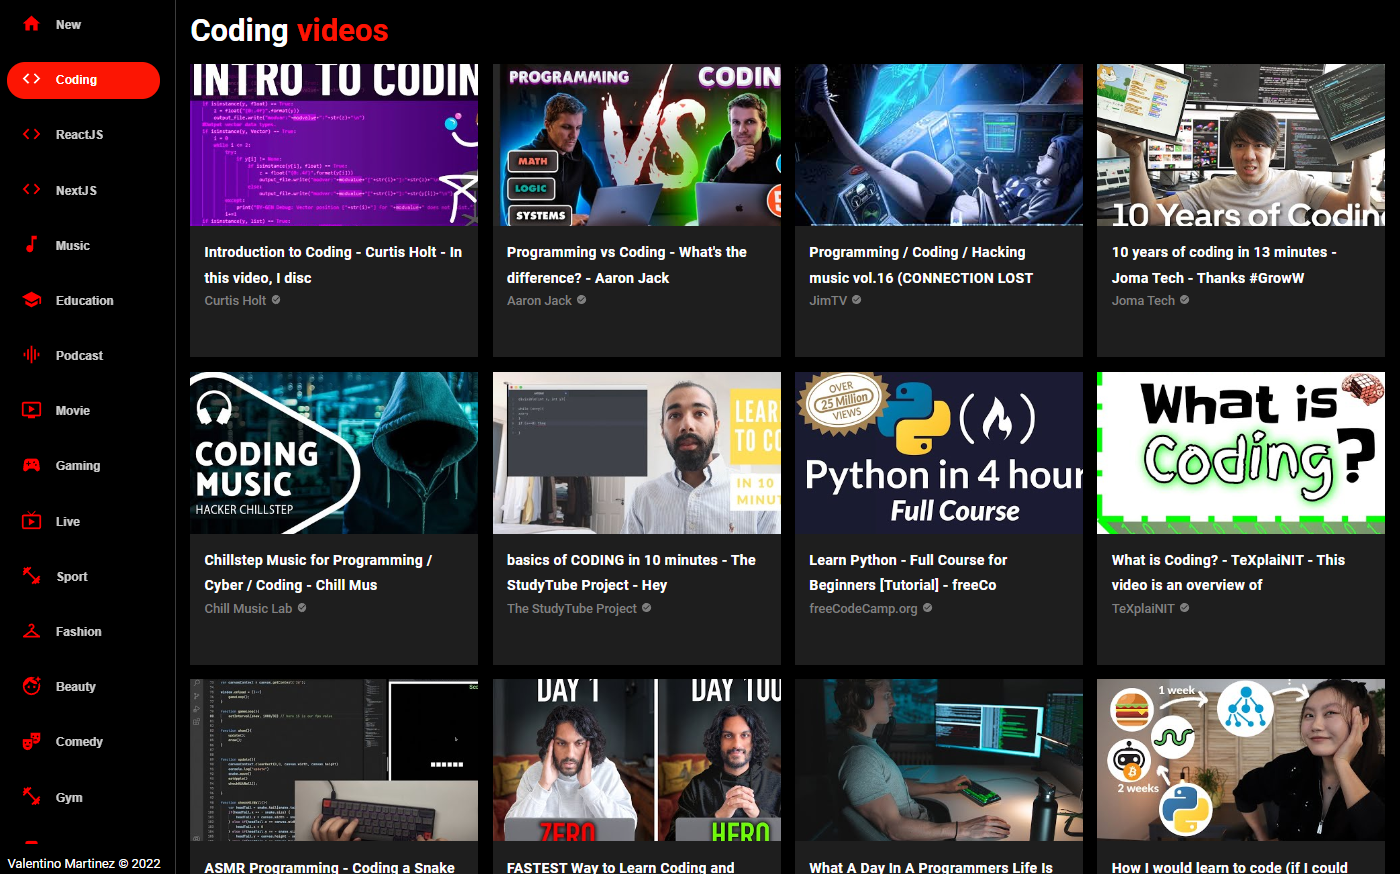 New
Coding
ReactJS
NextJS
Music
Education
Podcast
Movie
Gaming
Live
Sport
Fashion
Beauty
Comedy
Gym
Valentino Martinez © 2022
Coding videos
INTRO TO CODIN
Introduction to Coding - Curtis Holt - In
this video, I disc
Curtis Holt
PROGRAMMING
CODIN
VS
MATH
LOGIC
SYSTEMS
Programming vs Coding - What's the
difference? - Aaron Jack
Aaron Jack
Programming / Coding / Hacking
music vol.16 (CONNECTION LOST
JimTV
10 Years of Coding
10 years of coding in 13 minutes -
Joma Tech - Thanks #GrowW
Joma Tech
CODING
MUSIC
HACKER CHILLSTEP
Chillstep Music for Programming /
Cyber / Coding - Chill Mus
Chill Music Lab
LEAR
TO CO
IN 10
MINUT
basics of CODING in 10 minutes - The
StudyTube Project - Hey
The StudyTube Project
OVER
25 Million
VIEWS
Python in 4 hour
Full Course
Learn Python - Full Course for
Beginners [Tutorial] - freeCo
freeCodeCamp.org
What is
Coding?
What is Coding? - TeXplaiNIT - This
video is an overview of
TeXplaiNIT
ASMR Programming - Coding a Snake
DAY 1
DAY 100
ZERO
HERO
FASTEST Way to Learn Coding and
What A Day In A Programmers Life Is
1 week
2 weeks
How I would learn to code (if I could